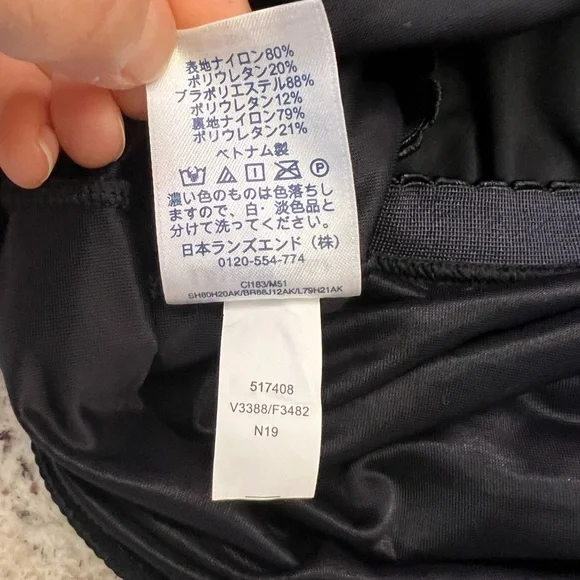 表地ナイロン80%
ポリウレタン20%
ブラポリエステル88%
ポリウレタン12%
裏地ナイロン79%
ポリウレタン21%
ベトナム製
濃い色のものは色落ちし
ますので、白・淡色品と
分けて洗ってください。
日本ランズエンド（株）
0120-554-774
CI163/M51
SH80H20AK/BR88J12AK/L79H21AK
517408
V3388/F3482
N19